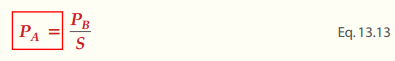 P_A = P_B / S Eq. 13.13